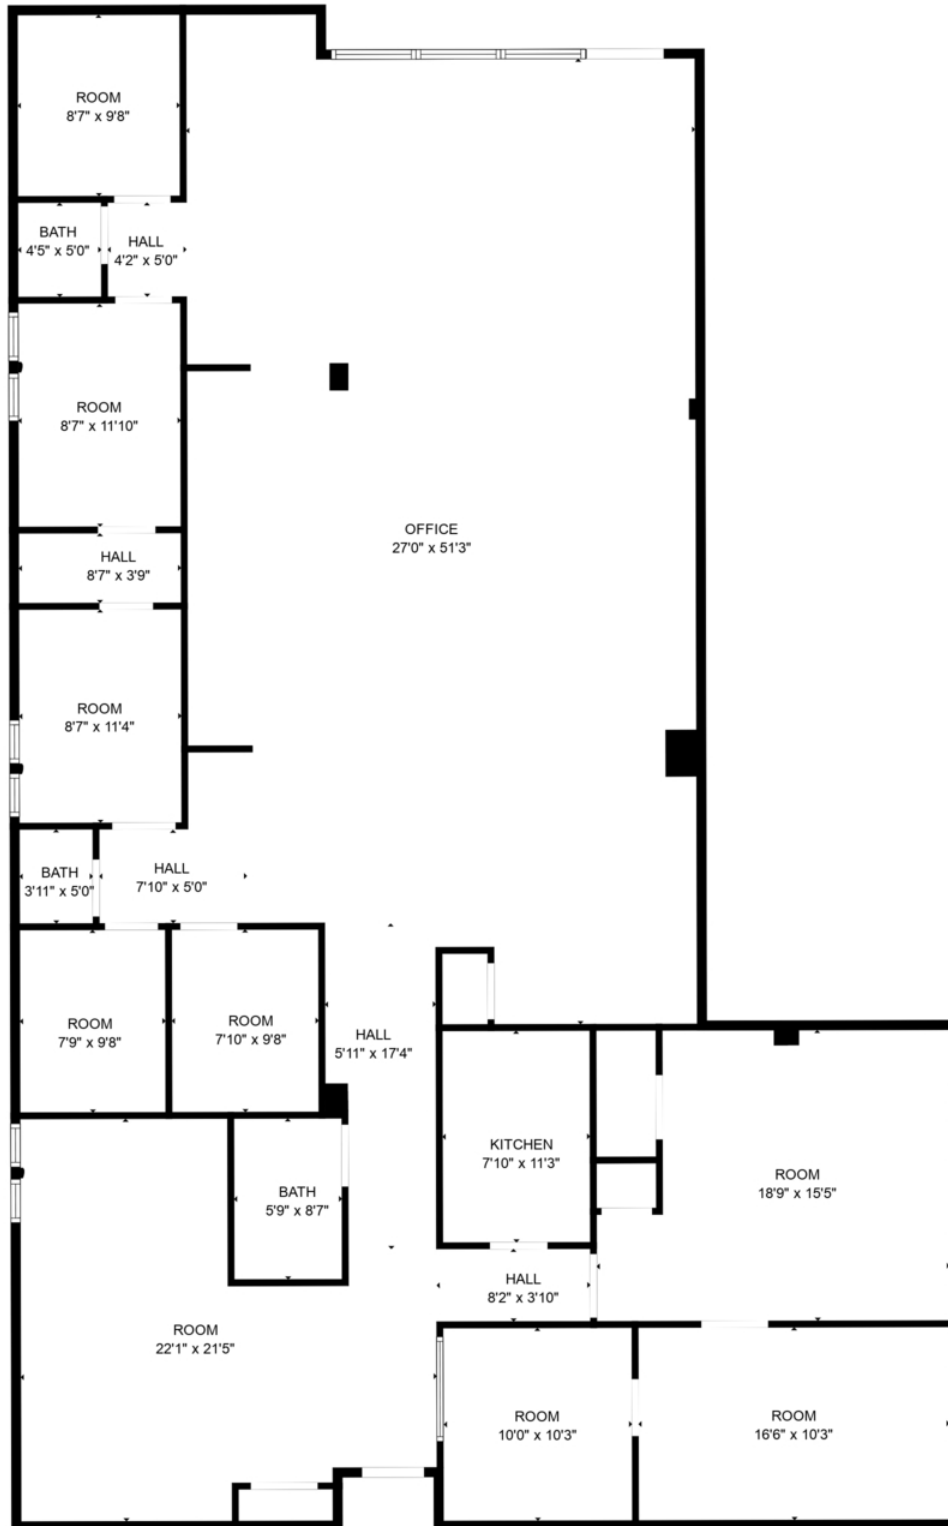 ROOM
8'7" x 9'8"
BATH
4'5" x 5'0"
HALL
4'2" x 5'0"
ROOM
8'7" x 11'10"
OFFICE
27'0" x 51'3"
HALL
8'7" x 3'9"
ROOM
8'7" x 11'4"
BATH
3'11" x 5'0"
HALL
7'10" x 5'0"
ROOM
7'9" x 9'8"
ROOM
7'10" x 9'8"
HALL
5'11" x 17'4"
KITCHEN
7'10" x 11'3"
ROOM
18'9" x 15'5"
BATH
5'9" x 8'7"
HALL
8'2" x 3'10"
ROOM
22'1" x 21'5"
ROOM
10'0" x 10'3"
ROOM
16'6" x 10'3"